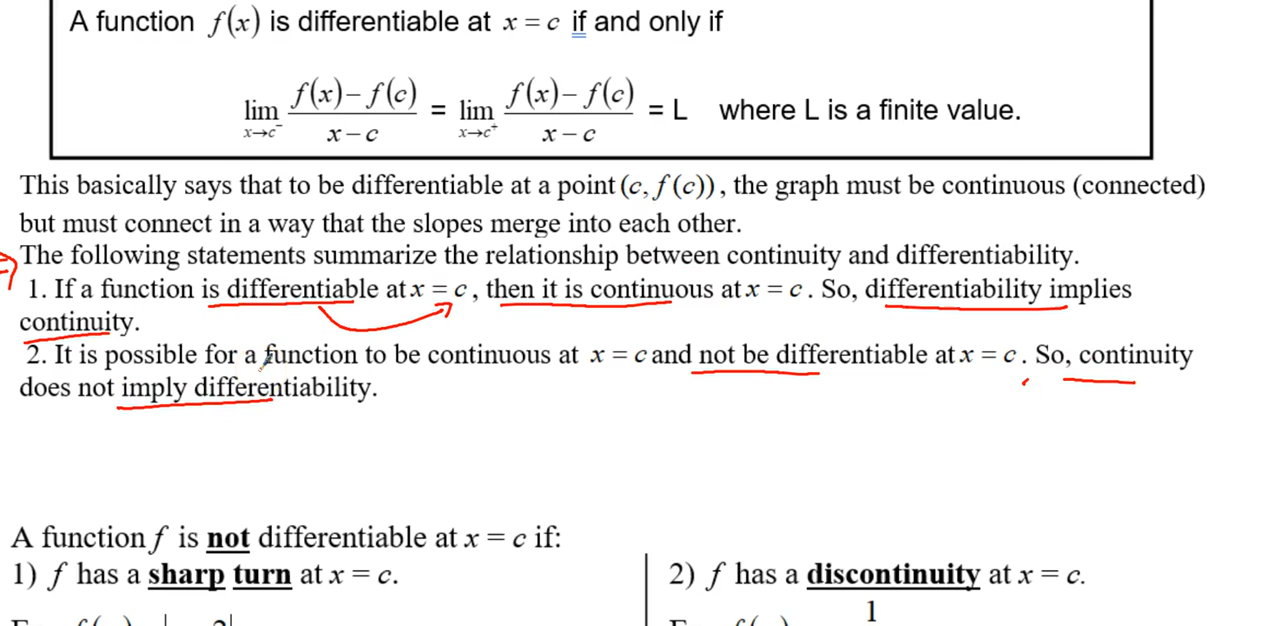 A function f(x) is differentiable at x = c if and only if
lim x→c⁻ (f(x) − f(c))/(x − c) = lim x→c⁺ (f(x) − f(c))/(x − c) = L where L is a finite value.
This basically says that to be differentiable at a point (c, f(c)), the graph must be continuous (connected)
but must connect in a way that the slopes merge into each other.
The following statements summarize the relationship between continuity and differentiability.
1. If a function is differentiable at x = c, then it is continuous at x = c. So, differentiability implies
continuity.
2. It is possible for a function to be continuous at x = c and not be differentiable at x = c. So, continuity
does not imply differentiability.
A function f is not differentiable at x = c if:
1) f has a sharp turn at x = c.
2) f has a discontinuity at x = c.
1